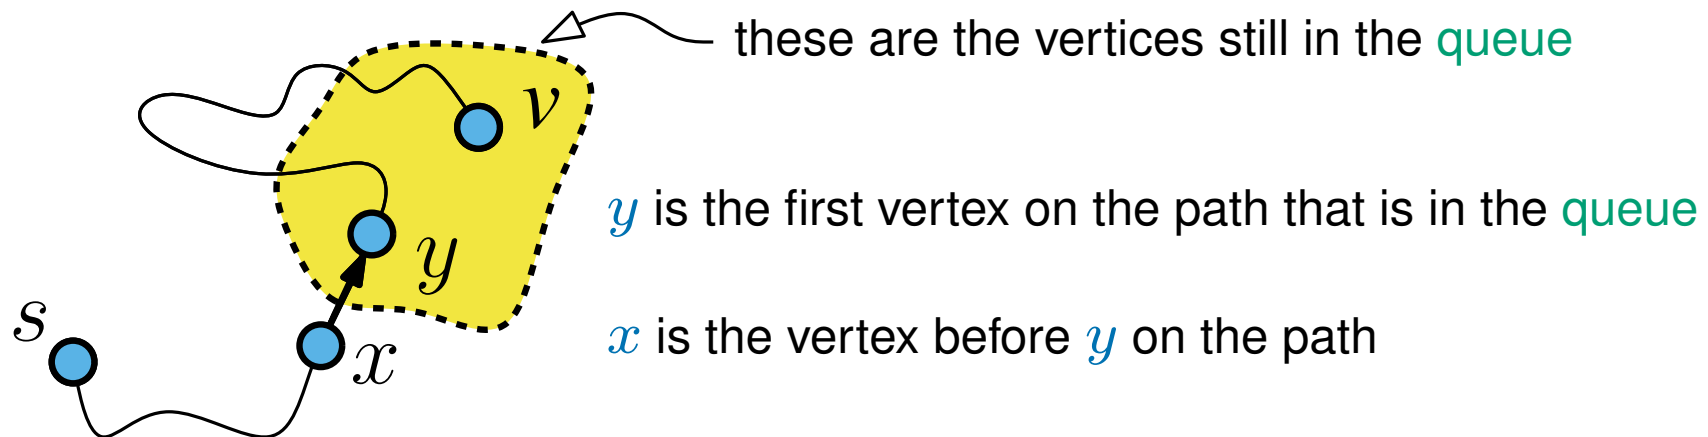 these are the vertices still in the queue
v
y is the first vertex on the path that is in the queue
y
s
x
x is the vertex before y on the path